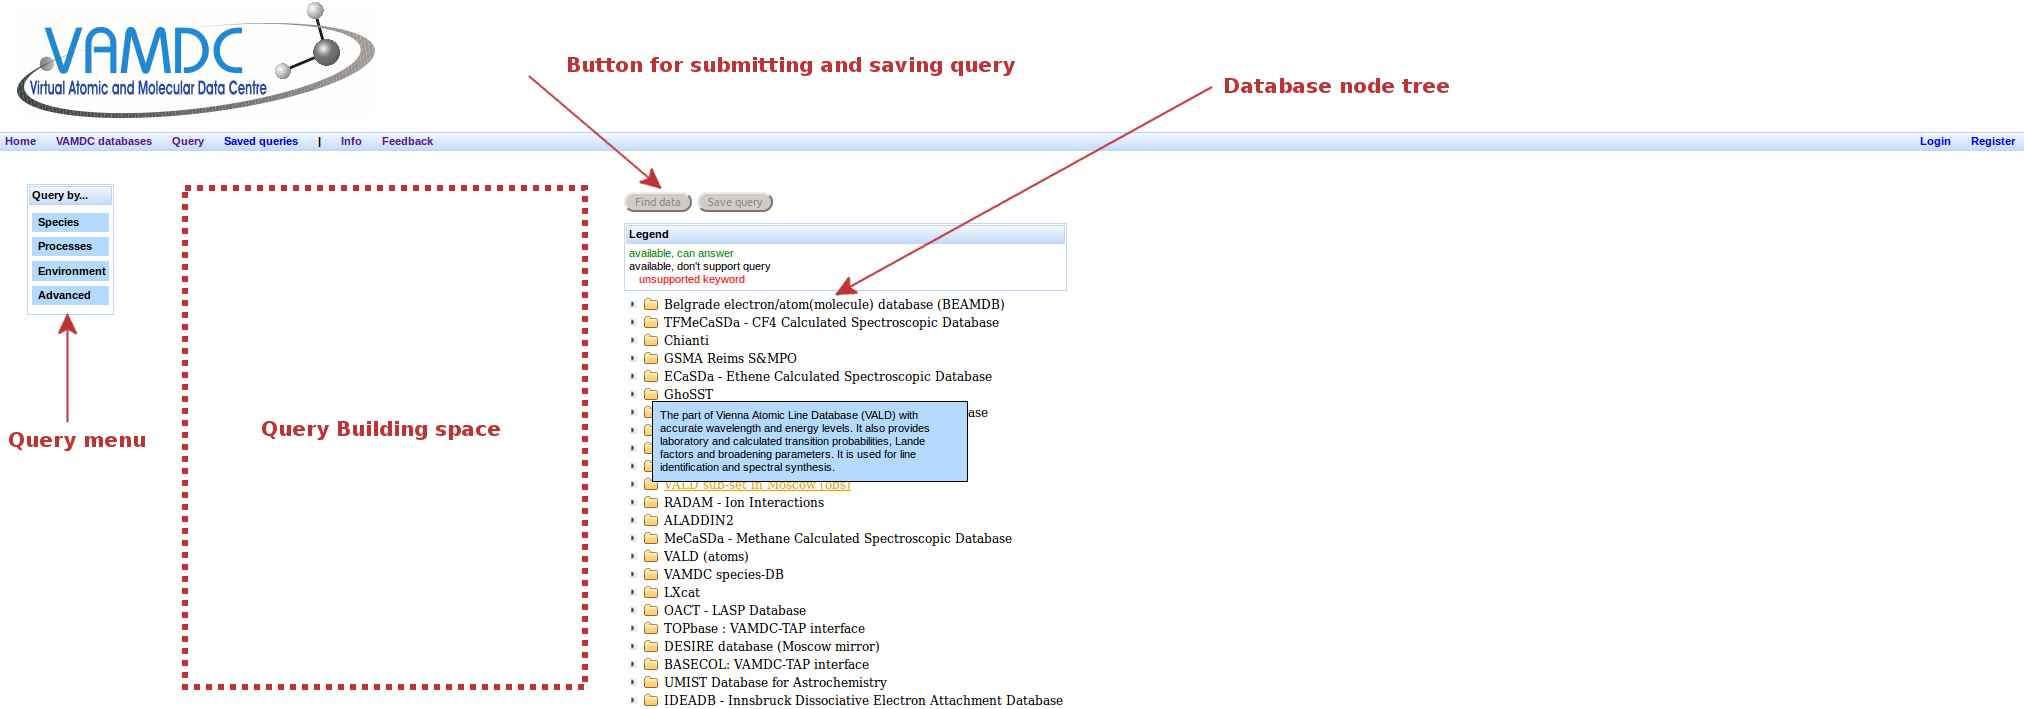 VAMDC
Virtual Atomic and Molecular Data Centre
Button for submitting and saving query
Database node tree
Home VAMDC databases Query Saved queries | Info Feedback Login Register
Query by...
Species
Processes
Environment
Advanced
Query menu
Query Building space
Find data Save query
Legend
available, can answer
available, don't support query
unsupported keyword
Belgrade electron/atom(molecule) database (BEAMDB)
TFMeCaSDa - CF4 Calculated Spectroscopic Database
Chianti
GSMA Reims S&MPO
ECaSDa - Ethene Calculated Spectroscopic Database
GhoSST
ase
The part of Vienna Atomic Line Database (VALD) with
accurate wavelength and energy levels. It also provides
laboratory and calculated transition probabilities, Lande
factors and broadening parameters. It is used for line
identification and spectral synthesis.
VALD sub-set in Moscow (obs)
RADAM - Ion Interactions
ALADDIN2
MeCaSDa - Methane Calculated Spectroscopic Database
VALD (atoms)
VAMDC species-DB
LXcat
OACT - LASP Database
TOPbase : VAMDC-TAP interface
DESIRE database (Moscow mirror)
BASECOL: VAMDC-TAP interface
UMIST Database for Astrochemistry
IDEADB - Innsbruck Dissociative Electron Attachment Database